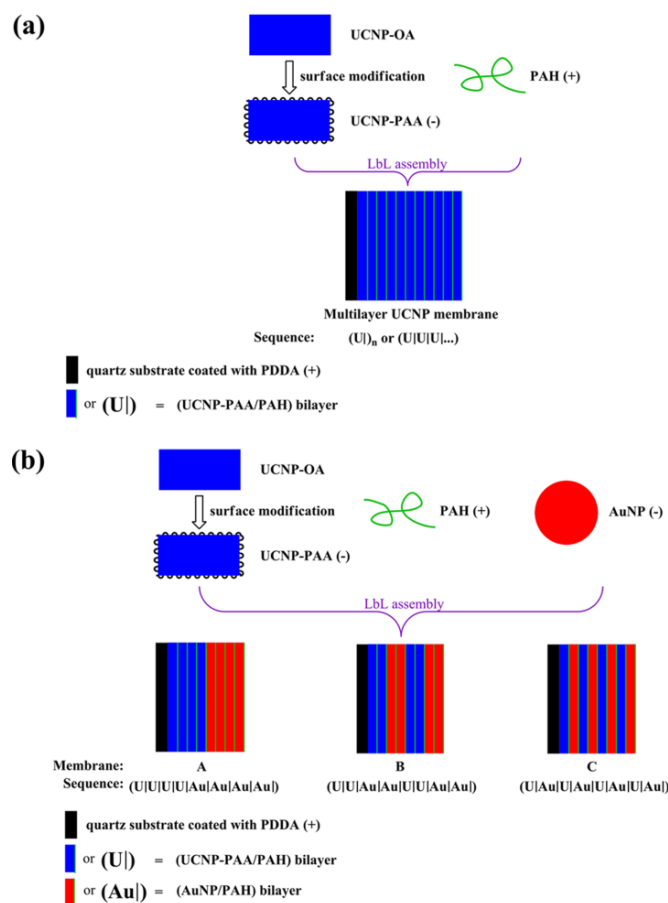 (a)
UCNP-OA
surface modification
PAH (+)
UCNP-PAA (-)
LbL assembly
Multilayer UCNP membrane
Sequence: (U|)n or (U|U|U|...)
quartz substrate coated with PDDA (+)
or (U|) = (UCNP-PAA/PAH) bilayer
(b)
UCNP-OA
surface modification
PAH (+)
AuNP (-)
UCNP-PAA (-)
LbL assembly
Membrane: A B C
Sequence: (U|U|U|U|Au|Au|Au|Au|) (U|U|Au|Au|U|U|Au|Au|) (U|Au|U|Au|U|Au|U|Au|)
quartz substrate coated with PDDA (+)
or (U|) = (UCNP-PAA/PAH) bilayer
or (Au|) = (AuNP/PAH) bilayer